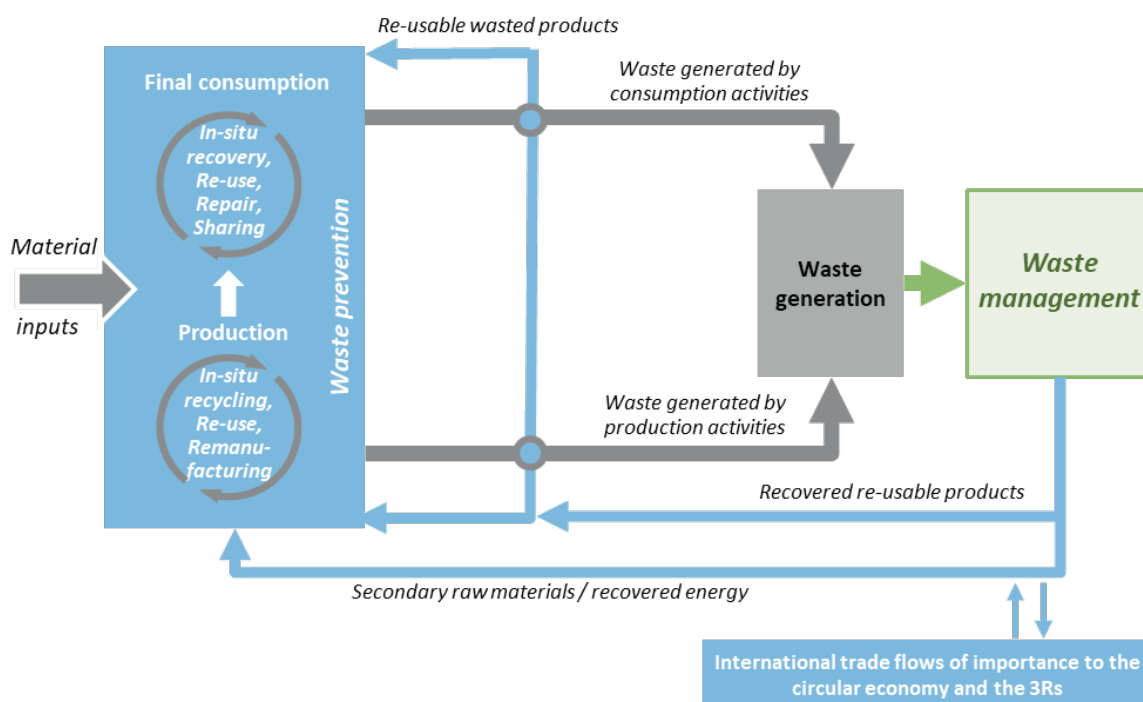 Re-usable wasted products
Final consumption
Waste generated by
consumption activities
In-situ
recovery,
Re-use,
Repair,
Sharing
Material
inputs
Waste prevention
Waste
generation
Waste
management
Production
In-situ
recycling,
Re-use,
Remanu-
facturing
Waste generated by
production activities
Recovered re-usable products
Secondary raw materials / recovered energy
International trade flows of importance to the
circular economy and the 3Rs